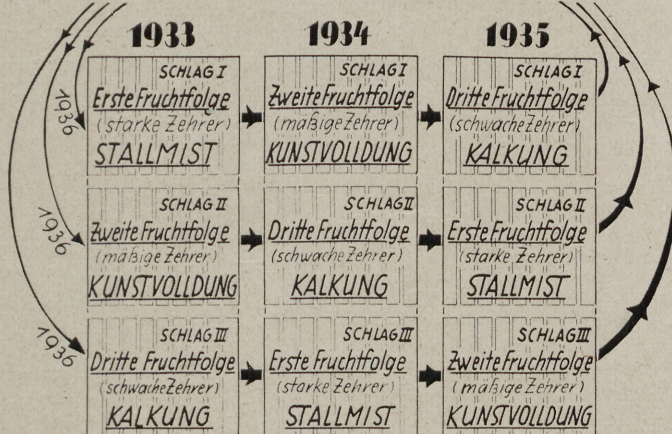 1933
1934
1935
SCHLAG I
Erste Fruchtfolge
(starke Zehrer)
STALLMIST
SCHLAG I
Zweite Fruchtfolge
(mäßige Zehrer)
KUNSTVOLLDUNG
SCHLAG I
Dritte Fruchtfolge
(schwache Zehrer)
KALKUNG
1936
SCHLAG II
Zweite Fruchtfolge
(mäßige Zehrer)
KUNSTVOLLDUNG
SCHLAG II
Dritte Fruchtfolge
(schwache Zehrer)
KALKUNG
SCHLAG II
Erste Fruchtfolge
(starke Zehrer)
STALLMIST
1936
SCHLAG III
Dritte Fruchtfolge
(schwache Zehrer)
KALKUNG
SCHLAG III
Erste Fruchtfolge
(starke Zehrer)
STALLMIST
SCHLAG III
Zweite Fruchtfolge
(mäßige Zehrer)
KUNSTVOLLDUNG
1936